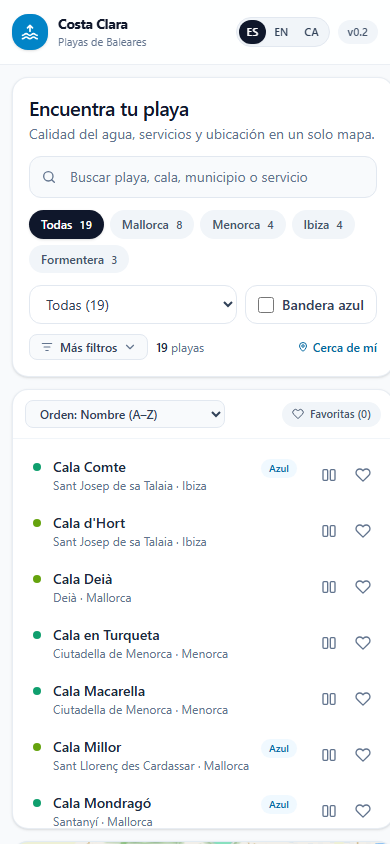 Costa Clara
Playas de Baleares
ES EN CA v0.2
Encuentra tu playa
Calidad del agua, servicios y ubicación en un solo mapa.
Buscar playa, cala, municipio o servicio
Todas 19 Mallorca 8 Menorca 4 Ibiza 4
Formentera 3
Todas (19) Bandera azul
Más filtros 19 playas Cerca de mí
Orden: Nombre (A–Z) Favoritas (0)
Cala Comte Azul
Sant Josep de sa Talaia · Ibiza
Cala d'Hort
Sant Josep de sa Talaia · Ibiza
Cala Deià
Deià · Mallorca
Cala en Turqueta
Ciutadella de Menorca · Menorca
Cala Macarella
Ciutadella de Menorca · Menorca
Cala Millor Azul
Sant Llorenç des Cardassar · Mallorca
Cala Mondragó Azul
Santanyí · Mallorca